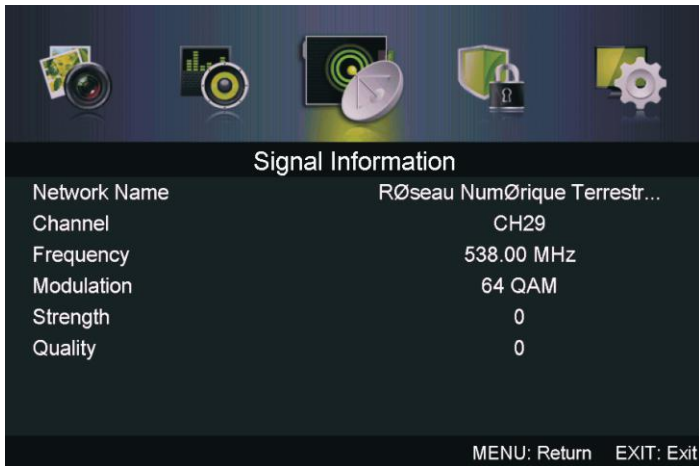 Signal Information
Network Name RØseau NumØrique Terrestr...
Channel CH29
Frequency 538.00 MHz
Modulation 64 QAM
Strength 0
Quality 0
MENU: Return EXIT: Exit